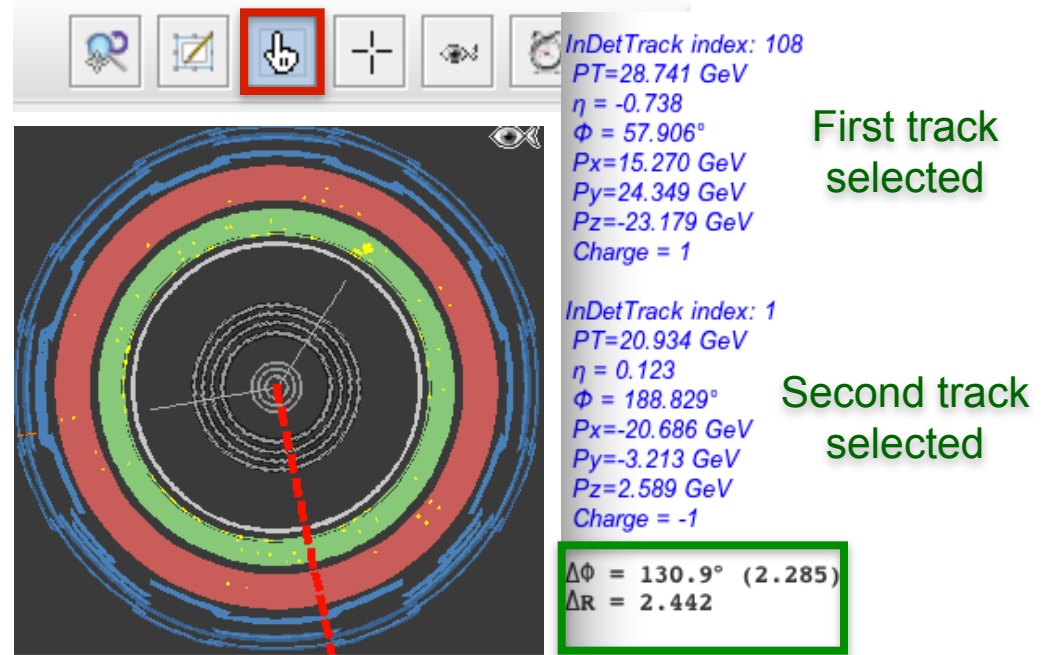 InDetTrack index: 108
PT=28.741 GeV
η = -0.738
Φ = 57.906°
Px=15.270 GeV
Py=24.349 GeV
Pz=-23.179 GeV
Charge = 1
First track
selected
InDetTrack index: 1
PT=20.934 GeV
η = 0.123
Φ = 188.829°
Px=-20.686 GeV
Py=-3.213 GeV
Pz=2.589 GeV
Charge = -1
Second track
selected
ΔΦ = 130.9° (2.285)
ΔR = 2.442